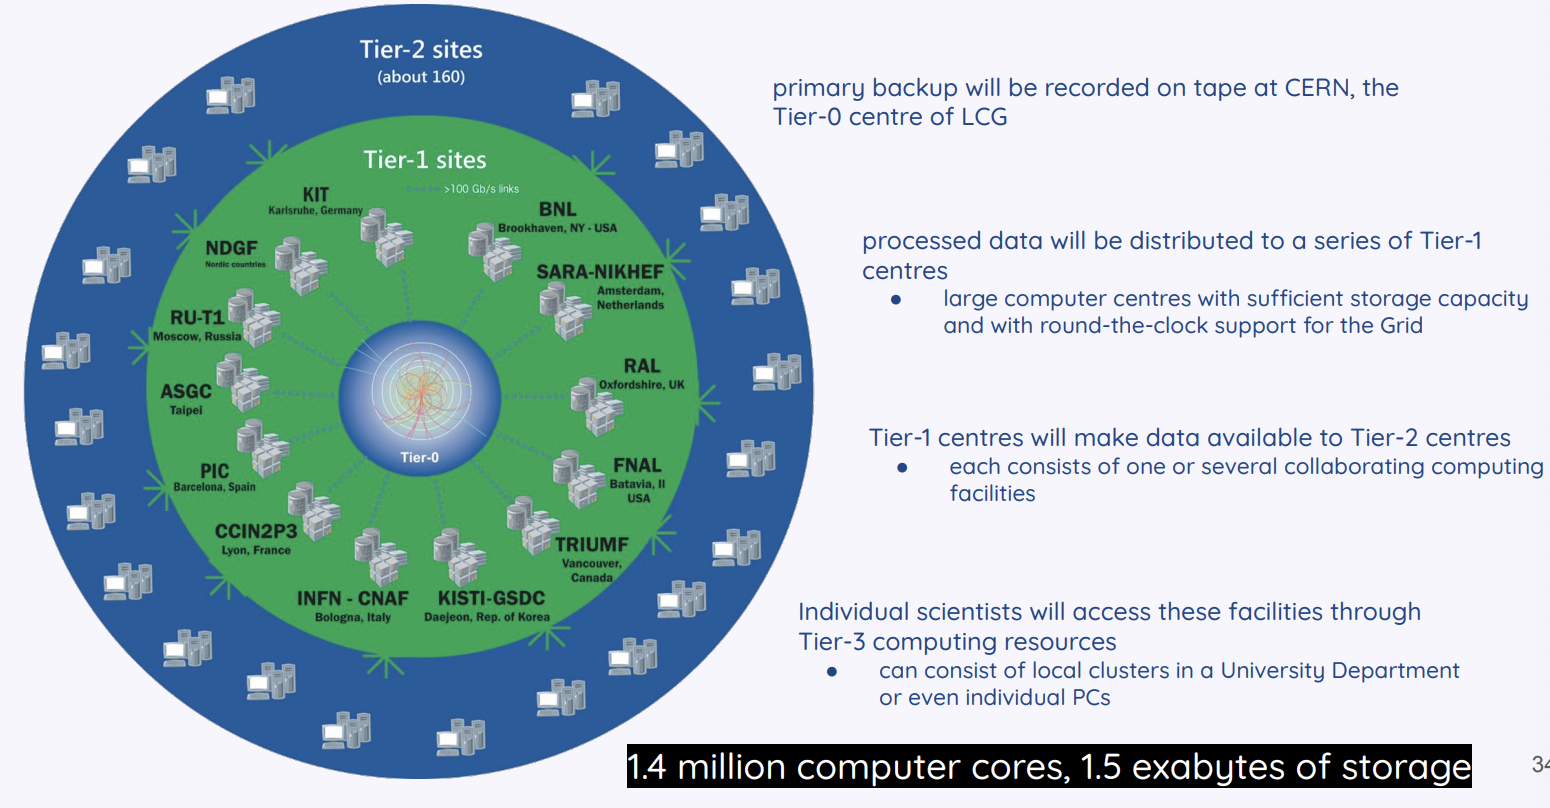 Tier-2 sites
(about 160)
Tier-1 sites
>100 Gb/s links
KIT
Karlsruhe, Germany
BNL
Brookhaven, NY - USA
NDGF
Nordic countries
SARA-NIKHEF
Amsterdam,
Netherlands
RU-T1
Moscow, Russia
RAL
Oxfordshire, UK
ASGC
Taipei
Tier-0
FNAL
Batavia, Il
USA
PIC
Barcelona, Spain
CCIN2P3
Lyon, France
TRIUMF
Vancouver,
Canada
INFN - CNAF
Bologna, Italy
KISTI-GSDC
Daejeon, Rep. of Korea
primary backup will be recorded on tape at CERN, the
Tier-0 centre of LCG
processed data will be distributed to a series of Tier-1
centres
● large computer centres with sufficient storage capacity
and with round-the-clock support for the Grid
Tier-1 centres will make data available to Tier-2 centres
● each consists of one or several collaborating computing
facilities
Individual scientists will access these facilities through
Tier-3 computing resources
● can consist of local clusters in a University Department
or even individual PCs
1.4 million computer cores, 1.5 exabytes of storage
34